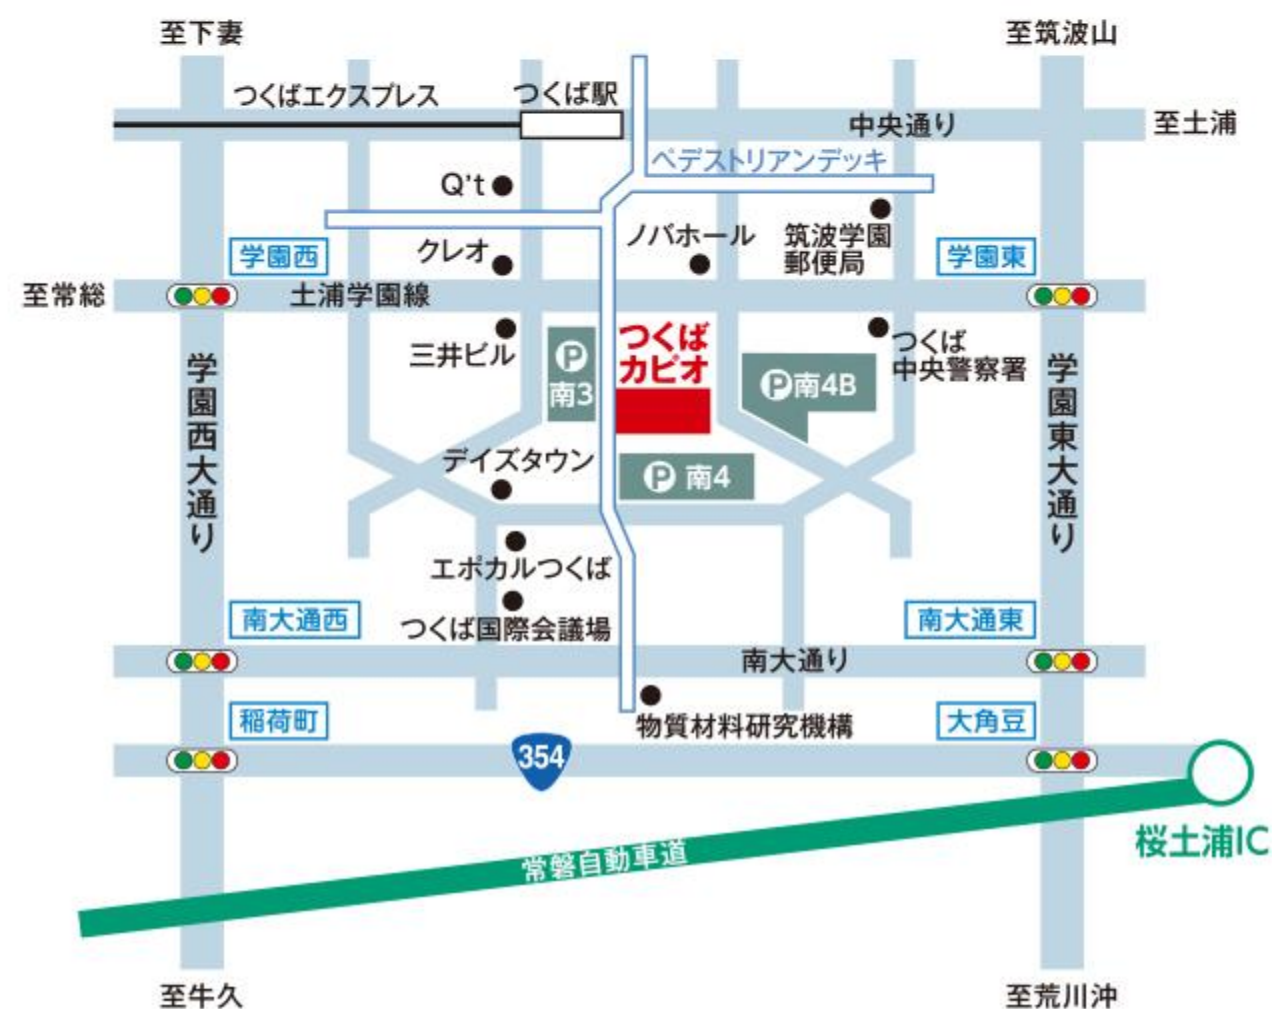 至下妻
至筑波山
つくばエクスプレス
つくば駅
中央通り
至土浦
ペデストリアンデッキ
Q't
ノバホール
筑波学園
郵便局
学園西
クレオ
学園東
至常総
土浦学園線
三井ビル
P
南3
つくば
カピオ
P南4B
つくば
中央警察署
学園西大通り
学園東大通り
デイズタウン
P 南4
エポカルつくば
南大通西
つくば国際会議場
南大通東
南大通り
稲荷町
物質材料研究機構
大角豆
354
桜土浦IC
常磐自動車道
至牛久
至荒川沖